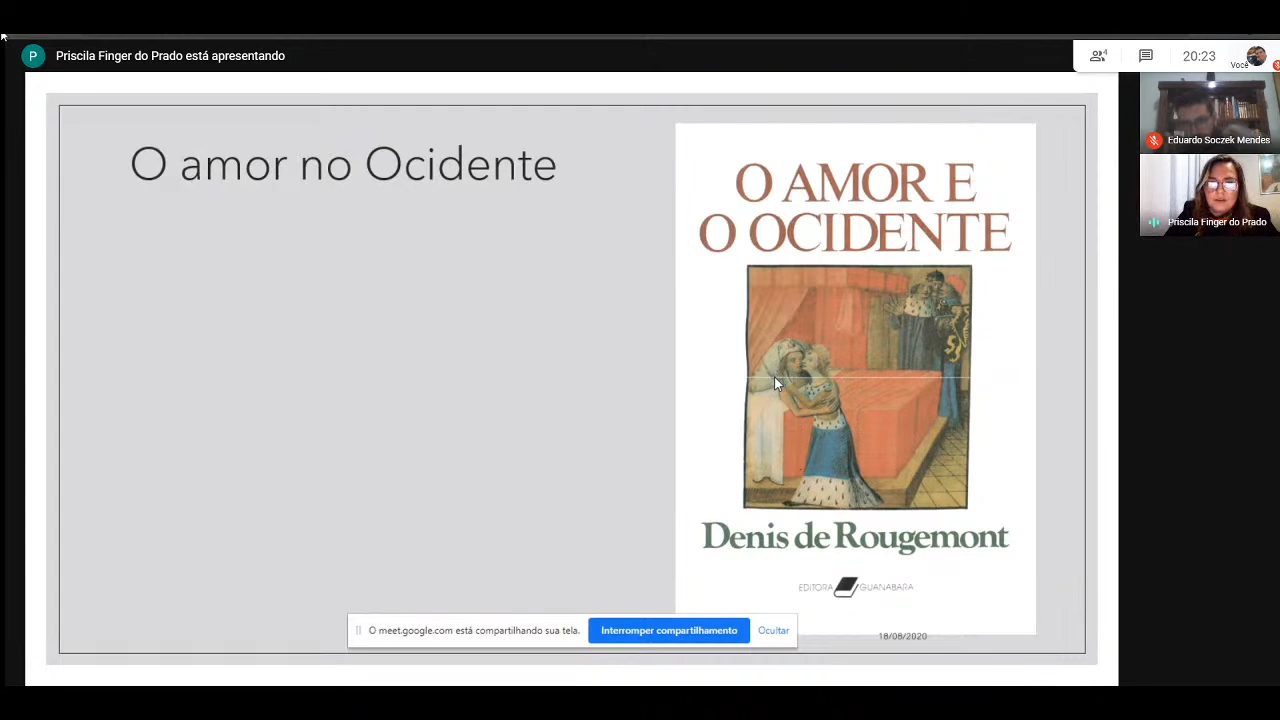 P
Priscila Finger do Prado está apresentando
4
20:23
Você
Eduardo Soczek Mendes
Priscila Finger do Prado
O amor no Ocidente
O AMOR E
O OCIDENTE
Denis de Rougemont
EDITORA GUANABARA
O meet.google.com está compartilhando sua tela.
Interromper compartilhamento
Ocultar
18/08/2020